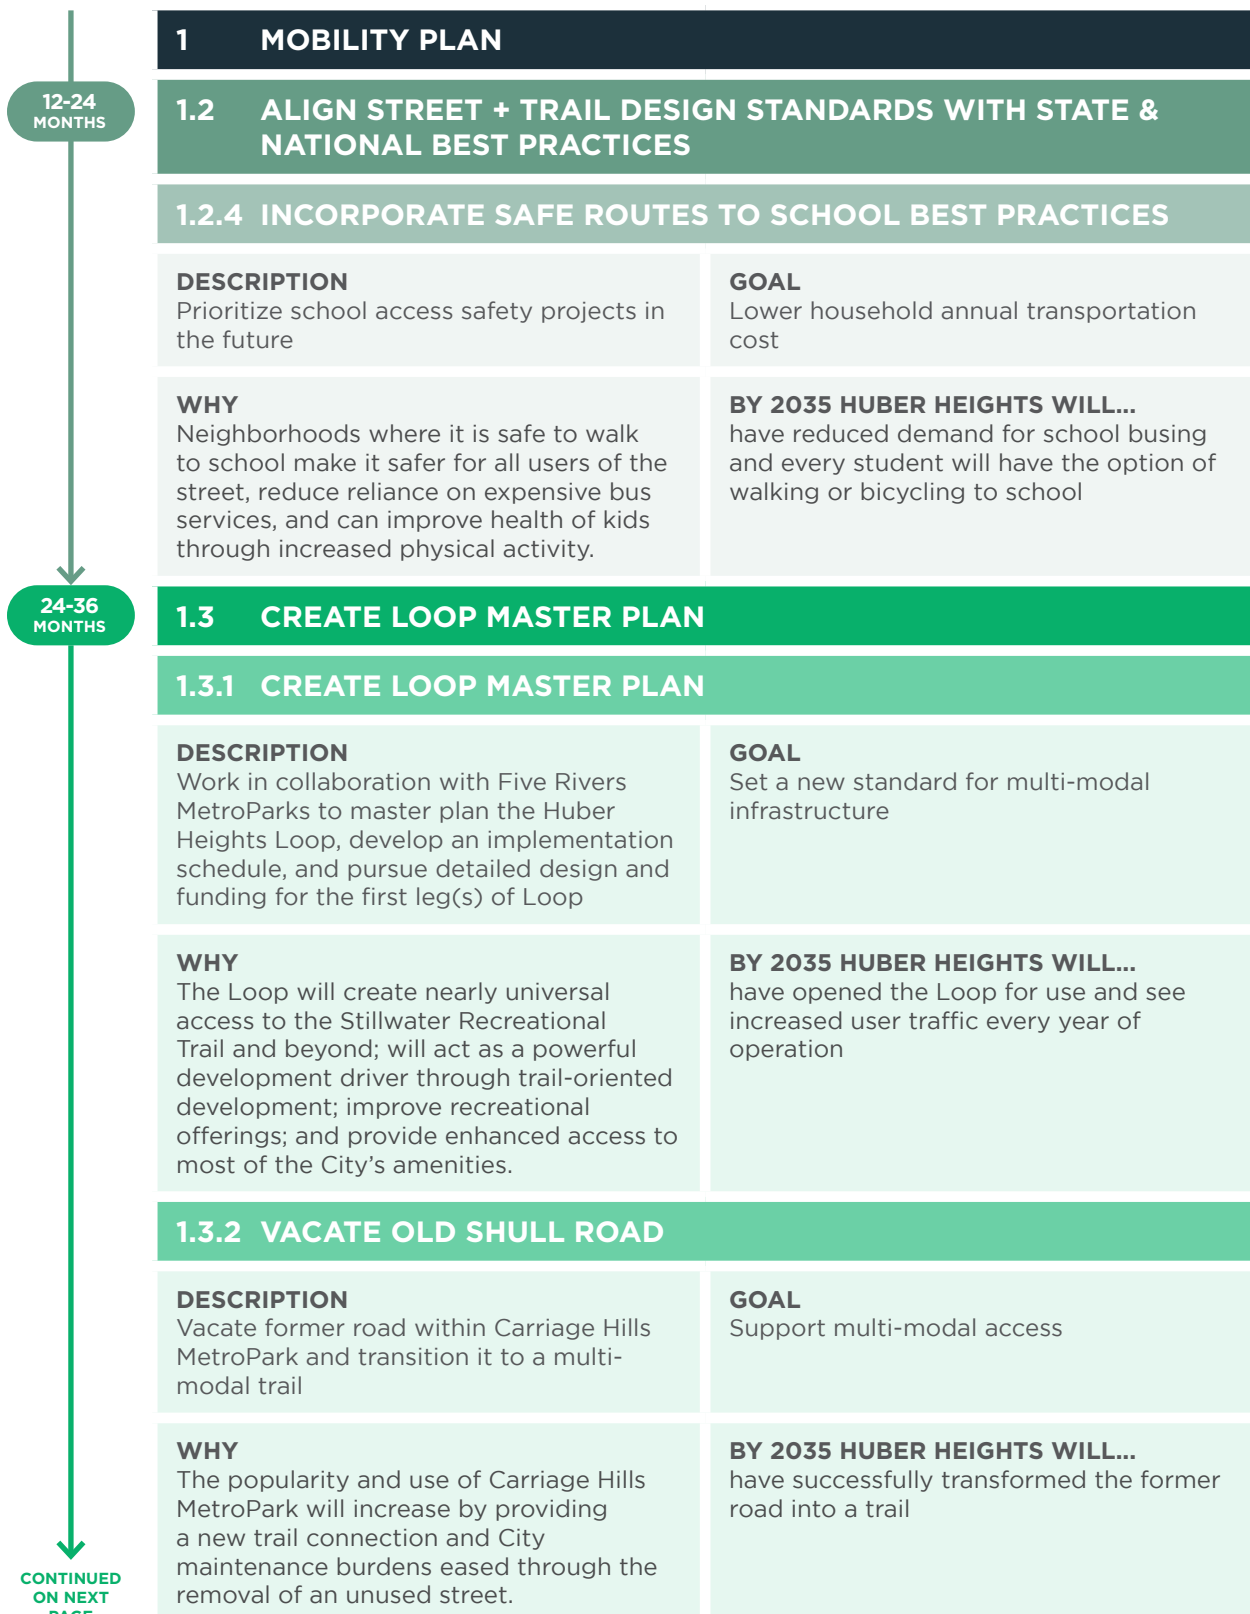 1 MOBILITY PLAN
12-24
MONTHS
1.2 ALIGN STREET + TRAIL DESIGN STANDARDS WITH STATE &
NATIONAL BEST PRACTICES
1.2.4 INCORPORATE SAFE ROUTES TO SCHOOL BEST PRACTICES
DESCRIPTION
Prioritize school access safety projects in
the future
GOAL
Lower household annual transportation
cost
WHY
Neighborhoods where it is safe to walk
to school make it safer for all users of the
street, reduce reliance on expensive bus
services, and can improve health of kids
through increased physical activity.
BY 2035 HUBER HEIGHTS WILL...
have reduced demand for school busing
and every student will have the option of
walking or bicycling to school
24-36
MONTHS
1.3 CREATE LOOP MASTER PLAN
1.3.1 CREATE LOOP MASTER PLAN
DESCRIPTION
Work in collaboration with Five Rivers
MetroParks to master plan the Huber
Heights Loop, develop an implementation
schedule, and pursue detailed design and
funding for the first leg(s) of Loop
GOAL
Set a new standard for multi-modal
infrastructure
WHY
The Loop will create nearly universal
access to the Stillwater Recreational
Trail and beyond; will act as a powerful
development driver through trail-oriented
development; improve recreational
offerings; and provide enhanced access to
most of the City's amenities.
BY 2035 HUBER HEIGHTS WILL...
have opened the Loop for use and see
increased user traffic every year of
operation
1.3.2 VACATE OLD SHULL ROAD
DESCRIPTION
Vacate former road within Carriage Hills
MetroPark and transition it to a multi-
modal trail
GOAL
Support multi-modal access
WHY
The popularity and use of Carriage Hills
MetroPark will increase by providing
a new trail connection and City
maintenance burdens eased through the
removal of an unused street.
BY 2035 HUBER HEIGHTS WILL...
have successfully transformed the former
road into a trail
CONTINUED
ON NEXT
PAGE